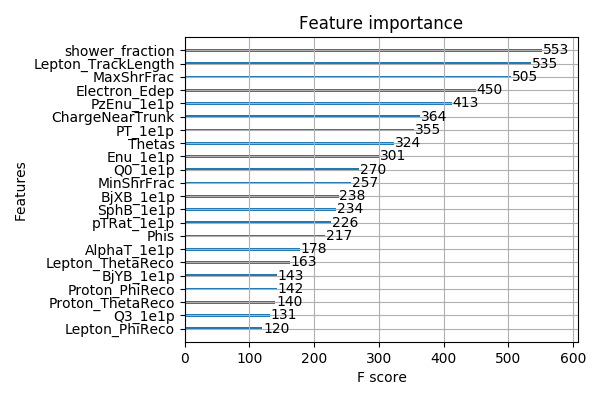 Feature importance
shower_fraction 553
Lepton_TrackLength 535
MaxShrFrac 505
Electron_Edep 450
PzEnu_1e1p 413
ChargeNearTrunk 364
PT_1e1p 355
Thetas 324
Enu_1e1p 301
Q0_1e1p 270
MinShrFrac 257
BjXB_1e1p 238
SphB_1e1p 234
pTRat_1e1p 226
Phis 217
AlphaT_1e1p 178
Lepton_ThetaReco 163
BjYB_1e1p 143
Proton_PhiReco 142
Proton_ThetaReco 140
Q3_1e1p 131
Lepton_PhiReco 120
Features
0 100 200 300 400 500 600
F score